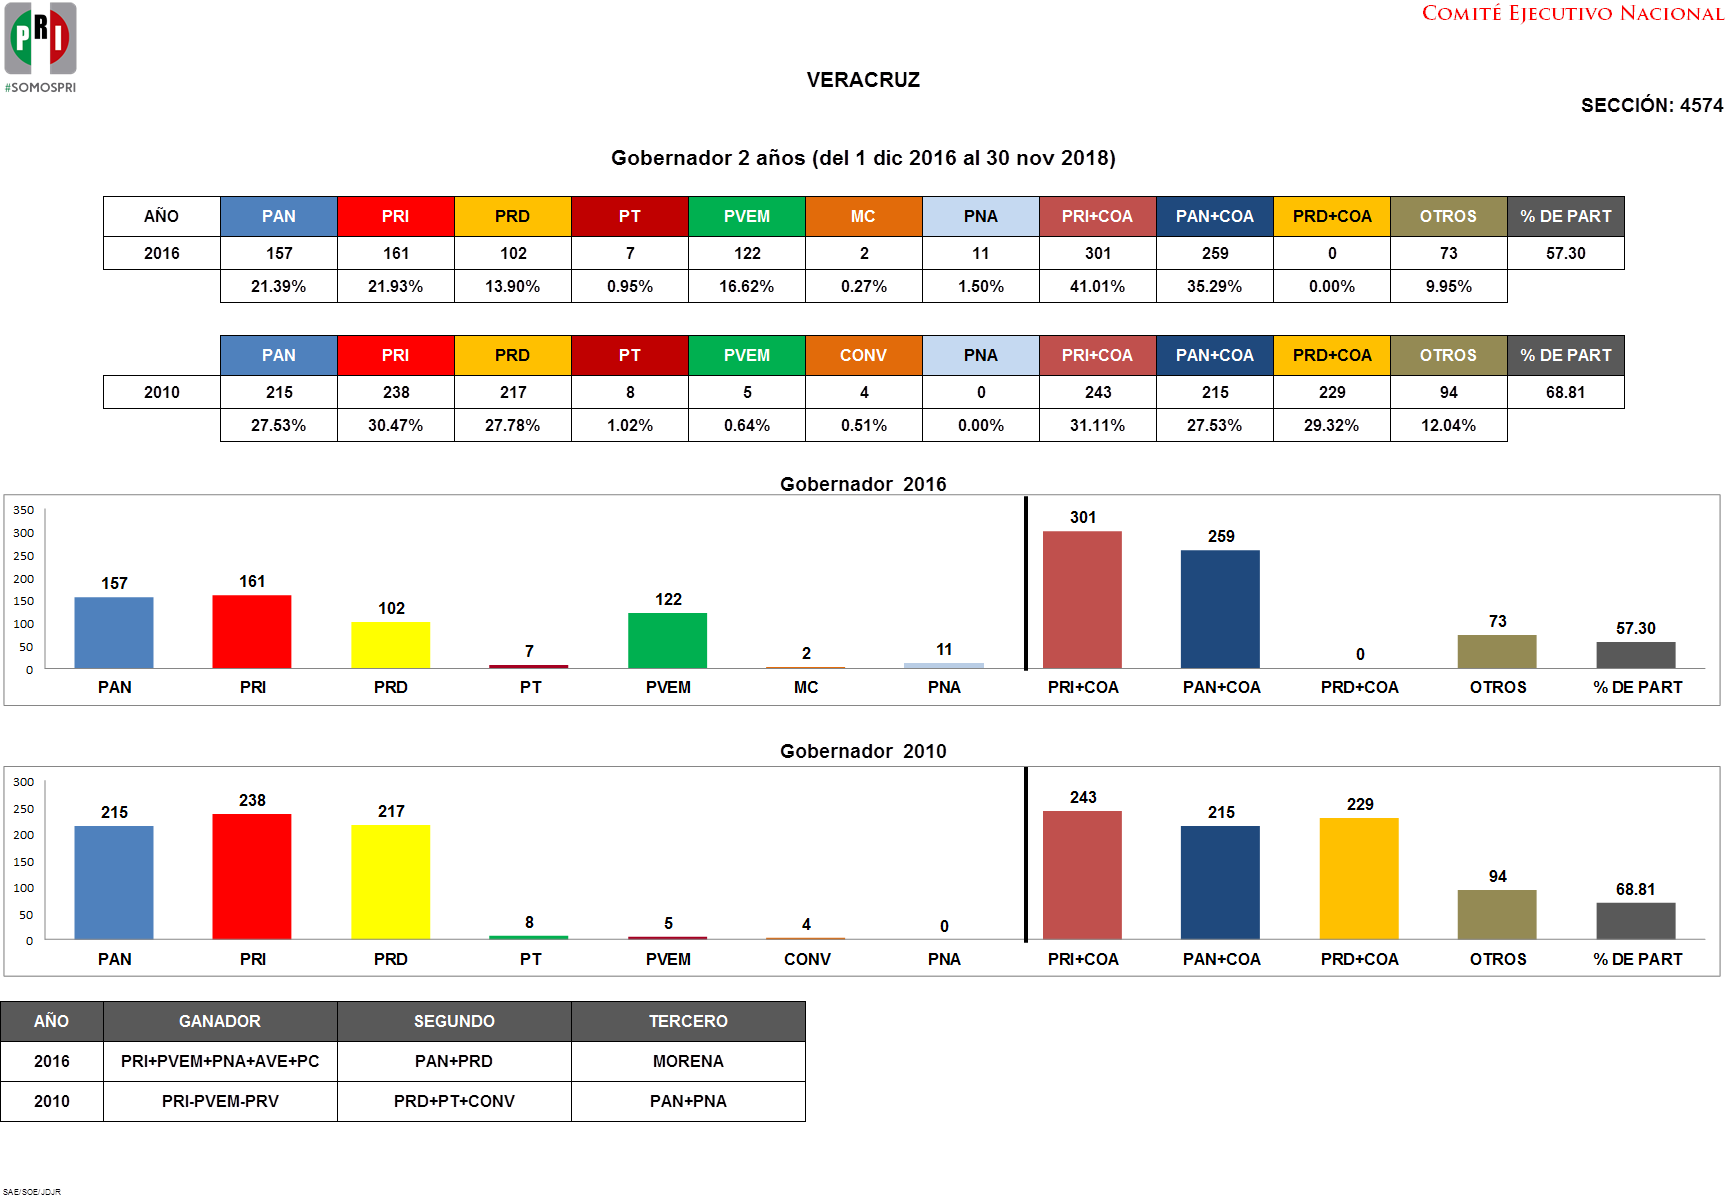 PRI
#SOMOSPRI
COMITÉ EJECUTIVO NACIONAL
VERACRUZ
SECCIÓN: 4574
Gobernador 2 años (del 1 dic 2016 al 30 nov 2018)
AÑO PAN PRI PRD PT PVEM MC PNA PRI+COA PAN+COA PRD+COA OTROS % DE PART
2016 157 161 102 7 122 2 11 301 259 0 73 57.30
21.39% 21.93% 13.90% 0.95% 16.62% 0.27% 1.50% 41.01% 35.29% 0.00% 9.95%
PAN PRI PRD PT PVEM CONV PNA PRI+COA PAN+COA PRD+COA OTROS % DE PART
2010 215 238 217 8 5 4 0 243 215 229 94 68.81
27.53% 30.47% 27.78% 1.02% 0.64% 0.51% 0.00% 31.11% 27.53% 29.32% 12.04%
Gobernador 2016
350
300
250
200
150
100
50
0
157 161 102 7 122 2 11 301 259 0 73 57.30
PAN PRI PRD PT PVEM MC PNA PRI+COA PAN+COA PRD+COA OTROS % DE PART
Gobernador 2010
300
250
200
150
100
50
0
215 238 217 8 5 4 0 243 215 229 94 68.81
PAN PRI PRD PT PVEM CONV PNA PRI+COA PAN+COA PRD+COA OTROS % DE PART
AÑO GANADOR SEGUNDO TERCERO
2016 PRI+PVEM+PNA+AVE+PC PAN+PRD MORENA
2010 PRI-PVEM-PRV PRD+PT+CONV PAN+PNA
SAE/SOE/JDJR